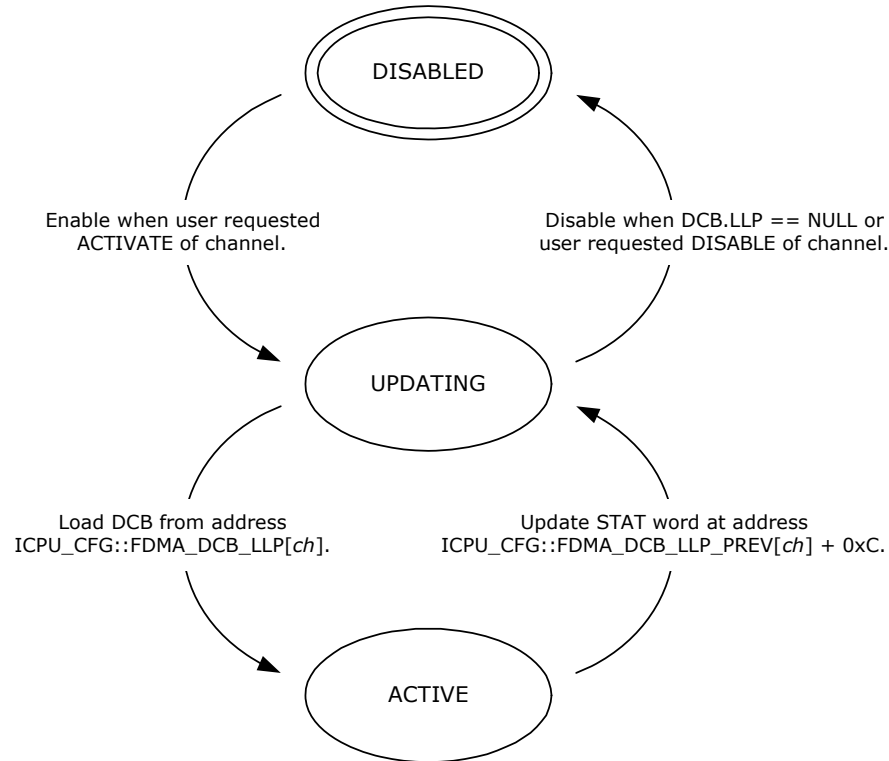 DISABLED
Enable when user requested
ACTIVATE of channel.
Disable when DCB.LLP == NULL or
user requested DISABLE of channel.
UPDATING
Load DCB from address
ICPU_CFG::FDMA_DCB_LLP[ch].
Update STAT word at address
ICPU_CFG::FDMA_DCB_LLP_PREV[ch] + 0xC.
ACTIVE